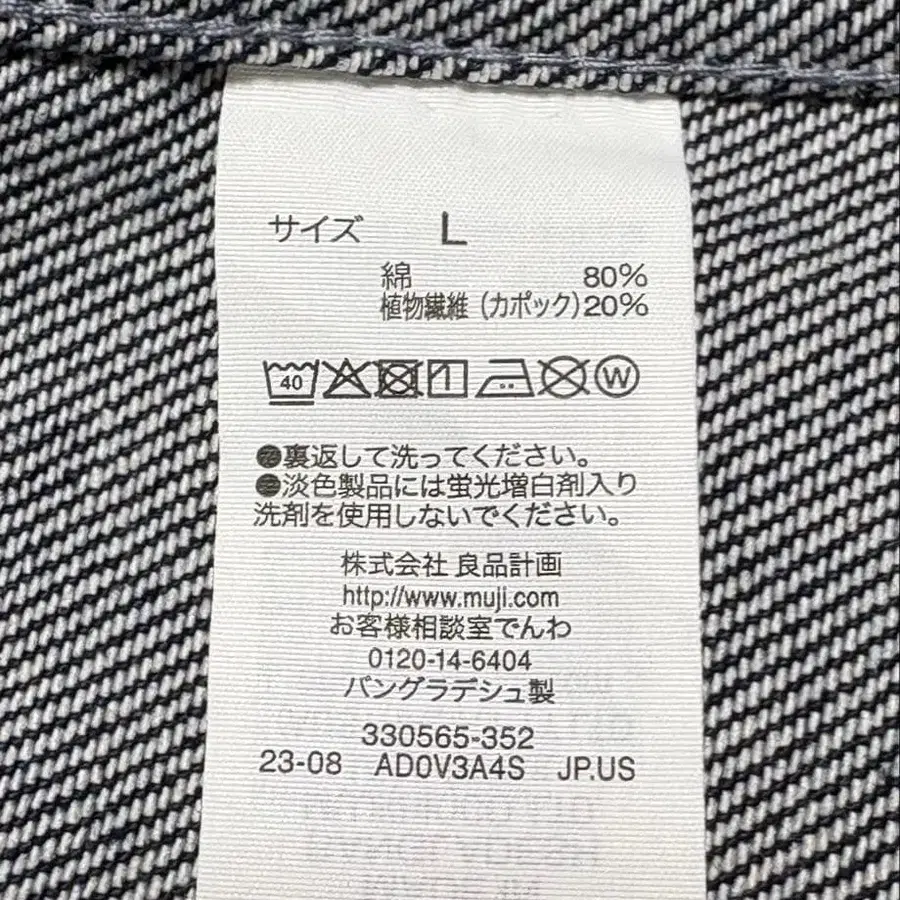 サイズ L
綿 80%
植物繊維(カポック)20%
40
W
●裏返して洗ってください。
●淡色製品には蛍光増白剤入り
洗剤を使用しないでください。
株式会社 良品計画
http://www.muji.com
お客様相談室でんわ
0120-14-6404
バングラデシュ製
330565-352
23-08 AD0V3A4S JP.US